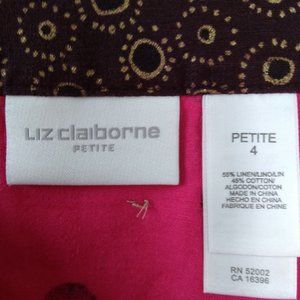 Liz claiborne
PETITE
PETITE
4
55% LINEN/LINO/LIN
45% COTTON/
ALGODON/COTON
MADE IN CHINA
HECHO EN CHINA
FABRIQUE EN CHINE
RN 52002
CA 16396